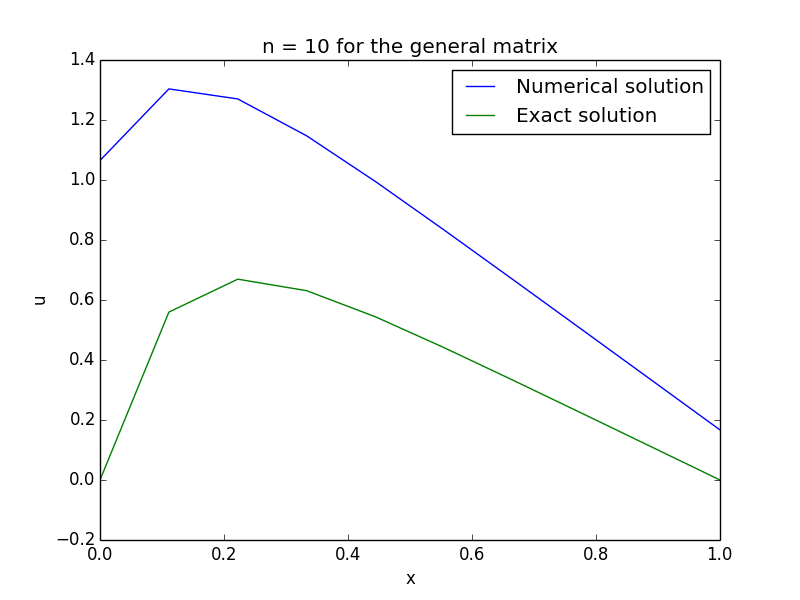 n = 10 for the general matrix
Numerical solution
Exact solution
1.4
1.2
1.0
0.8
0.6
0.4
0.2
0.0
−0.2
u
0.0 0.2 0.4 0.6 0.8 1.0
x